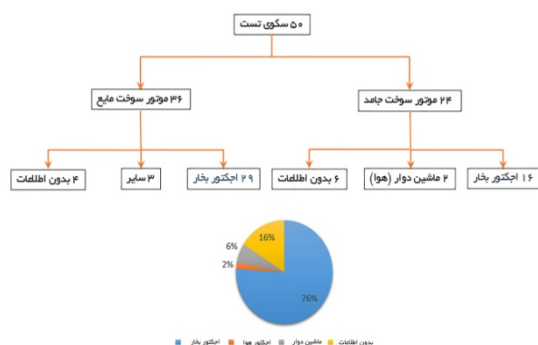 ۵۰ سکوی تست
۲۴ موتور سوخت جامد
۳۶ موتور سوخت مایع
۱۶ اجکتور بخار
۲ ماشین دوار (هوا)
۶ بدون اطلاعات
۲۹ اجکتور بخار
۳ سایر
۴ بدون اطلاعات
16%
6%
2%
76%
بدون اطلاعات
ماشین دوار
اجکتور هوا
اجکتور بخار